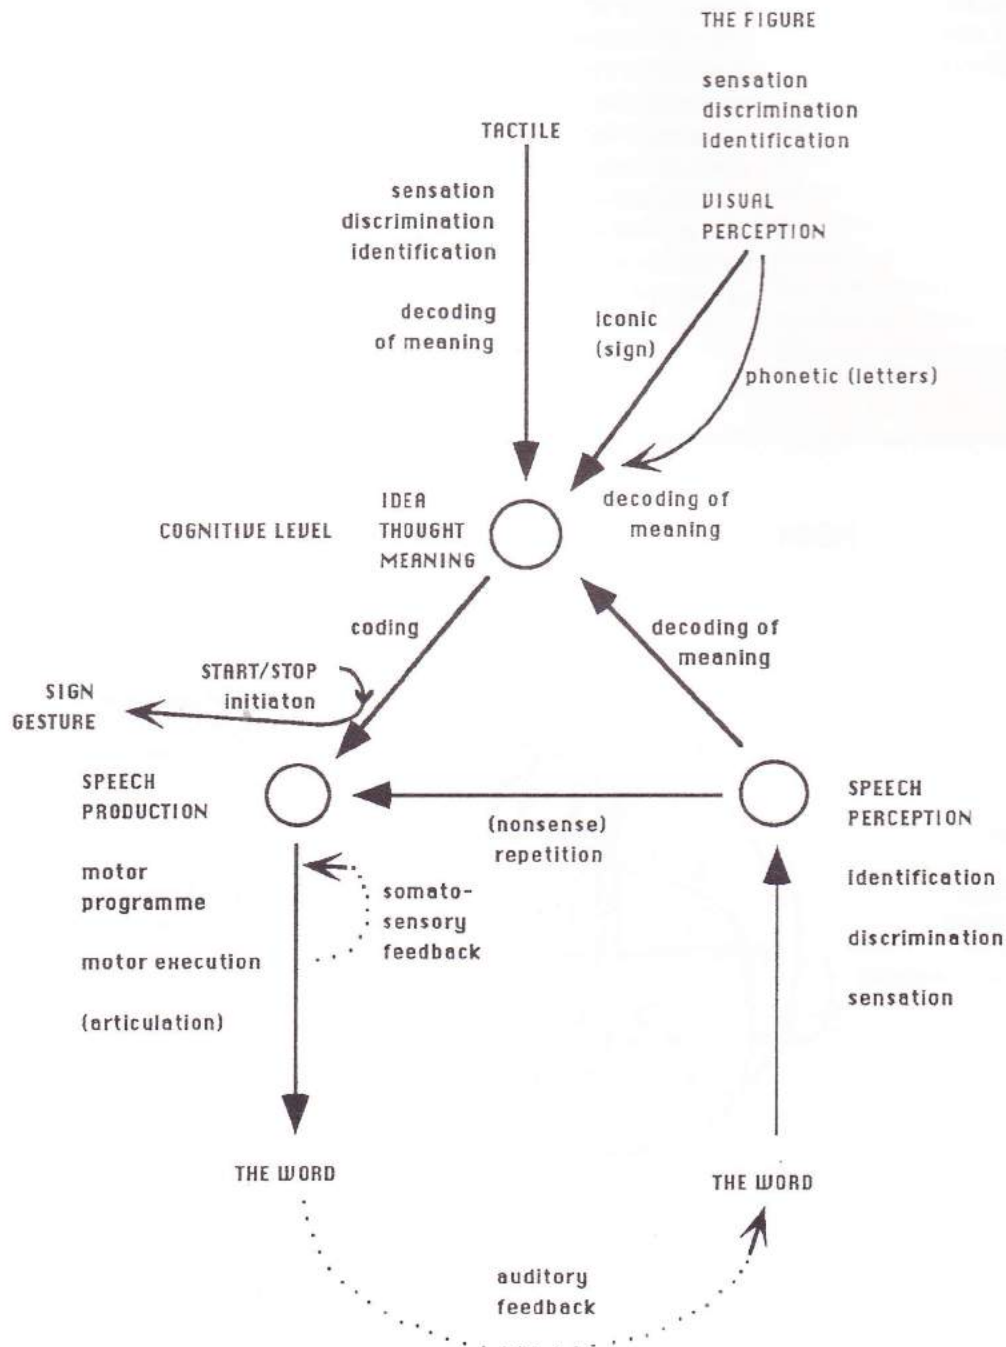 THE FIGURE
sensation
discrimination
identification
TACTILE
sensation
discrimination
identification
VISUAL
PERCEPTION
decoding
of meaning
iconic
(sign)
phonetic (letters)
COGNITIVE LEVEL
IDEA
THOUGHT
MEANING
decoding of
meaning
coding
decoding of
meaning
START/STOP
initiaton
SIGN
GESTURE
SPEECH
PRODUCTION
SPEECH
PERCEPTION
(nonsense)
repetition
motor
programme
somato-
sensory
feedback
identification
motor execution
discrimination
(articulation)
sensation
THE WORD
THE WORD
auditory
feedback